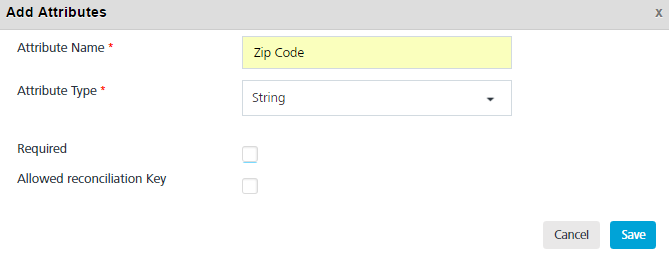 Add Attributes x
Attribute Name * Zip Code
Attribute Type * String
Required
Allowed reconciliation Key
Cancel Save